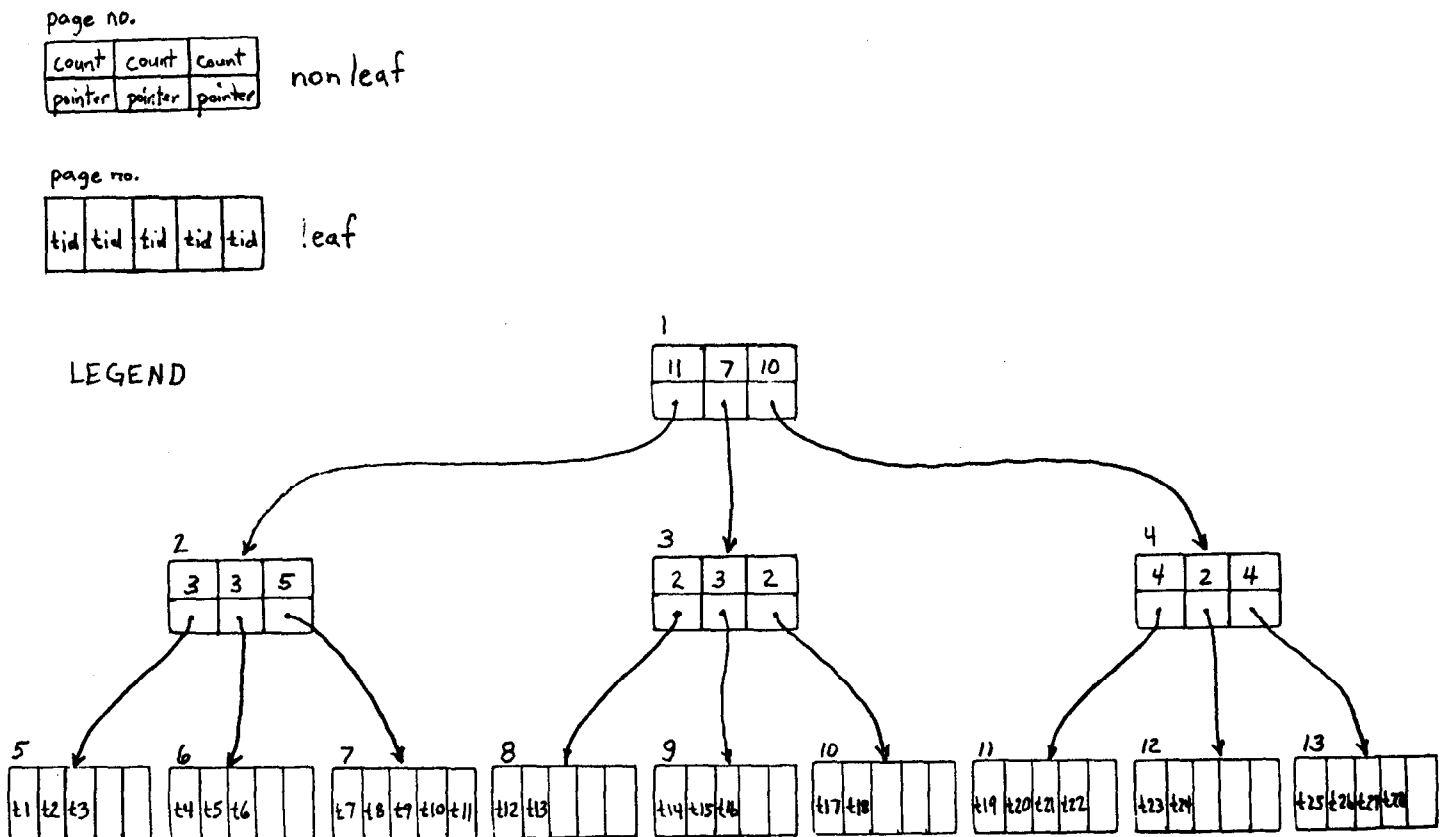 page no.
count count count
pointer pointer pointer
non leaf
page no.
tid tid tid tid tid
leaf
LEGEND
1
11 7 10
2 3 4
3 3 5 2 3 2 4 2 4
5 6 7 8 9 10 11 12 13
t1 t2 t3 t4 t5 t6 t7 t8 t9 t10 t11 t12 t13 t14 t15 t16 t17 t18 t19 t20 t21 t22 t23 t24 t25 t26 t27 t28